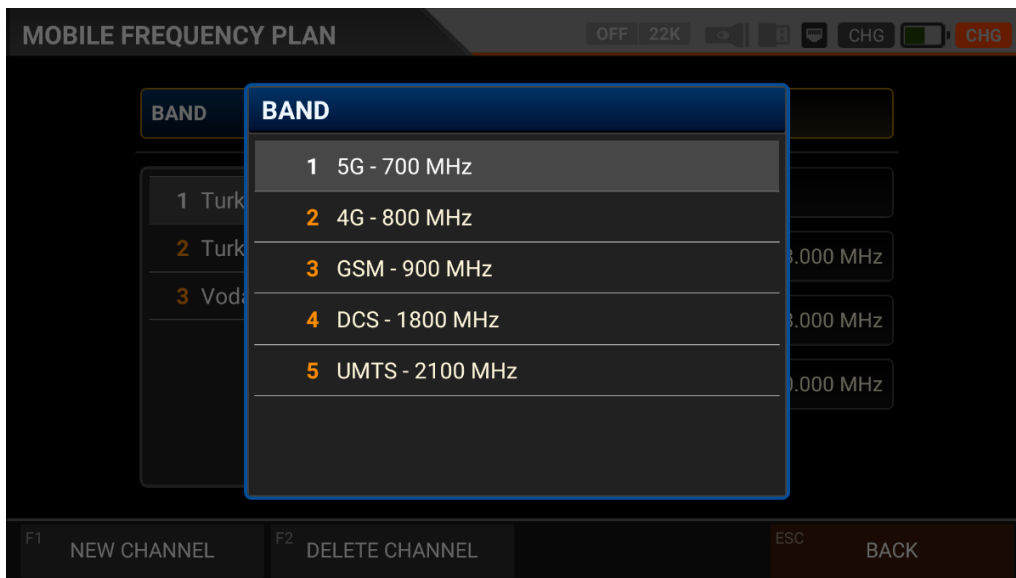 MOBILE FREQUENCY PLAN
OFF 22K
CHG
CHG
BAND
BAND
1 5G - 700 MHz
2 4G - 800 MHz
3 GSM - 900 MHz
4 DCS - 1800 MHz
5 UMTS - 2100 MHz
1 Turk
2 Turk
3 Voda
.000 MHz
.000 MHz
.000 MHz
F1 NEW CHANNEL
F2 DELETE CHANNEL
ESC BACK